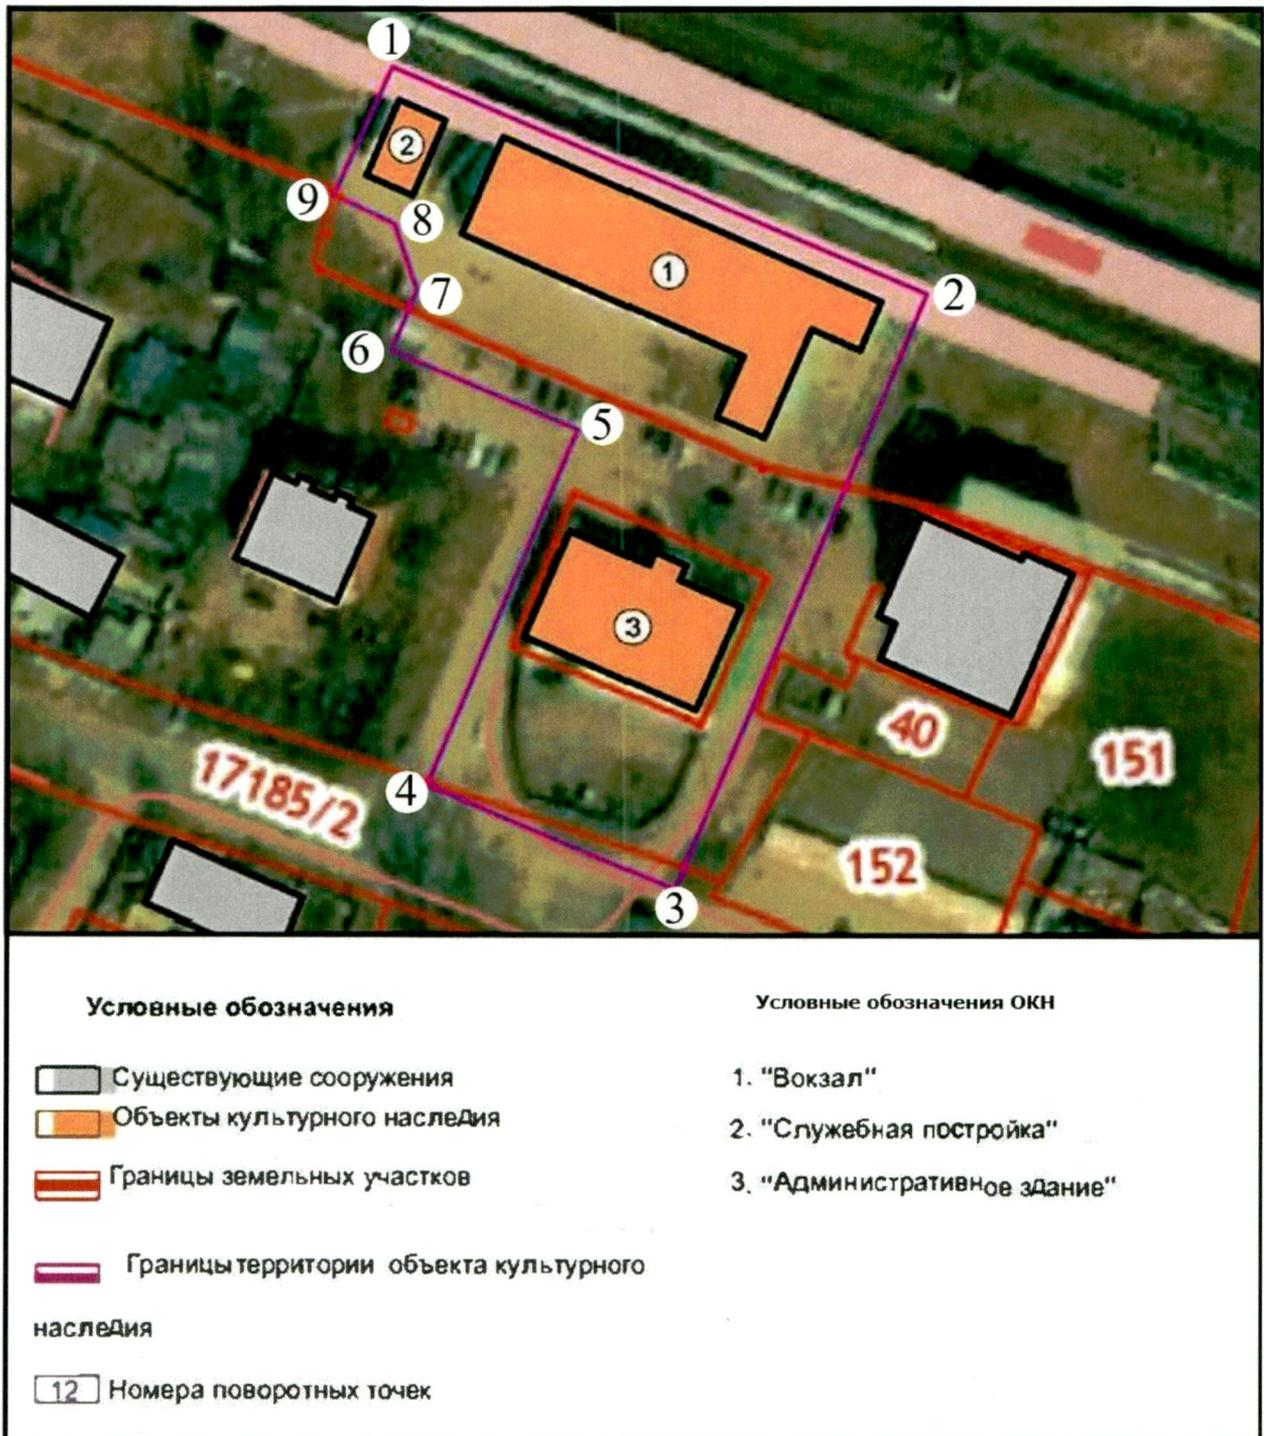 1
2
9
8
1
2
7
6
5
3
40
151
17185/2
4
152
3
Условные обозначения
Существующие сооружения
Объекты культурного наследия
Границы земельных участков
Границы территории объекта культурного
наследия
12 Номера поворотных точек
Условные обозначения ОКН
1. "Вокзал"
2. "Служебная постройка"
3. "Административное здание"